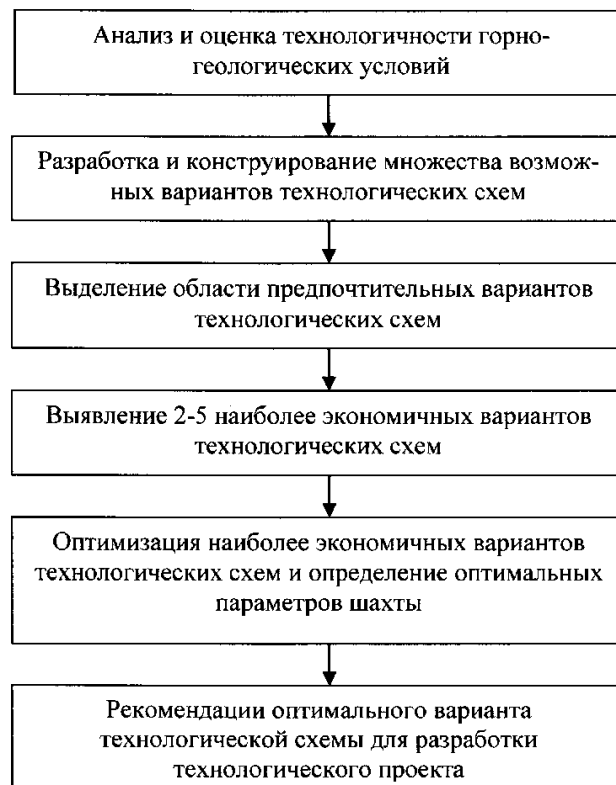 Анализ и оценка технологичности горно-
геологических условий
Разработка и конструирование множества возмож-
ных вариантов технологических схем
Выделение области предпочтительных вариантов
технологических схем
Выявление 2-5 наиболее экономичных вариантов
технологических схем
Оптимизация наиболее экономичных вариантов
технологических схем и определение оптимальных
параметров шахты
Рекомендации оптимального варианта
технологической схемы для разработки
технологического проекта